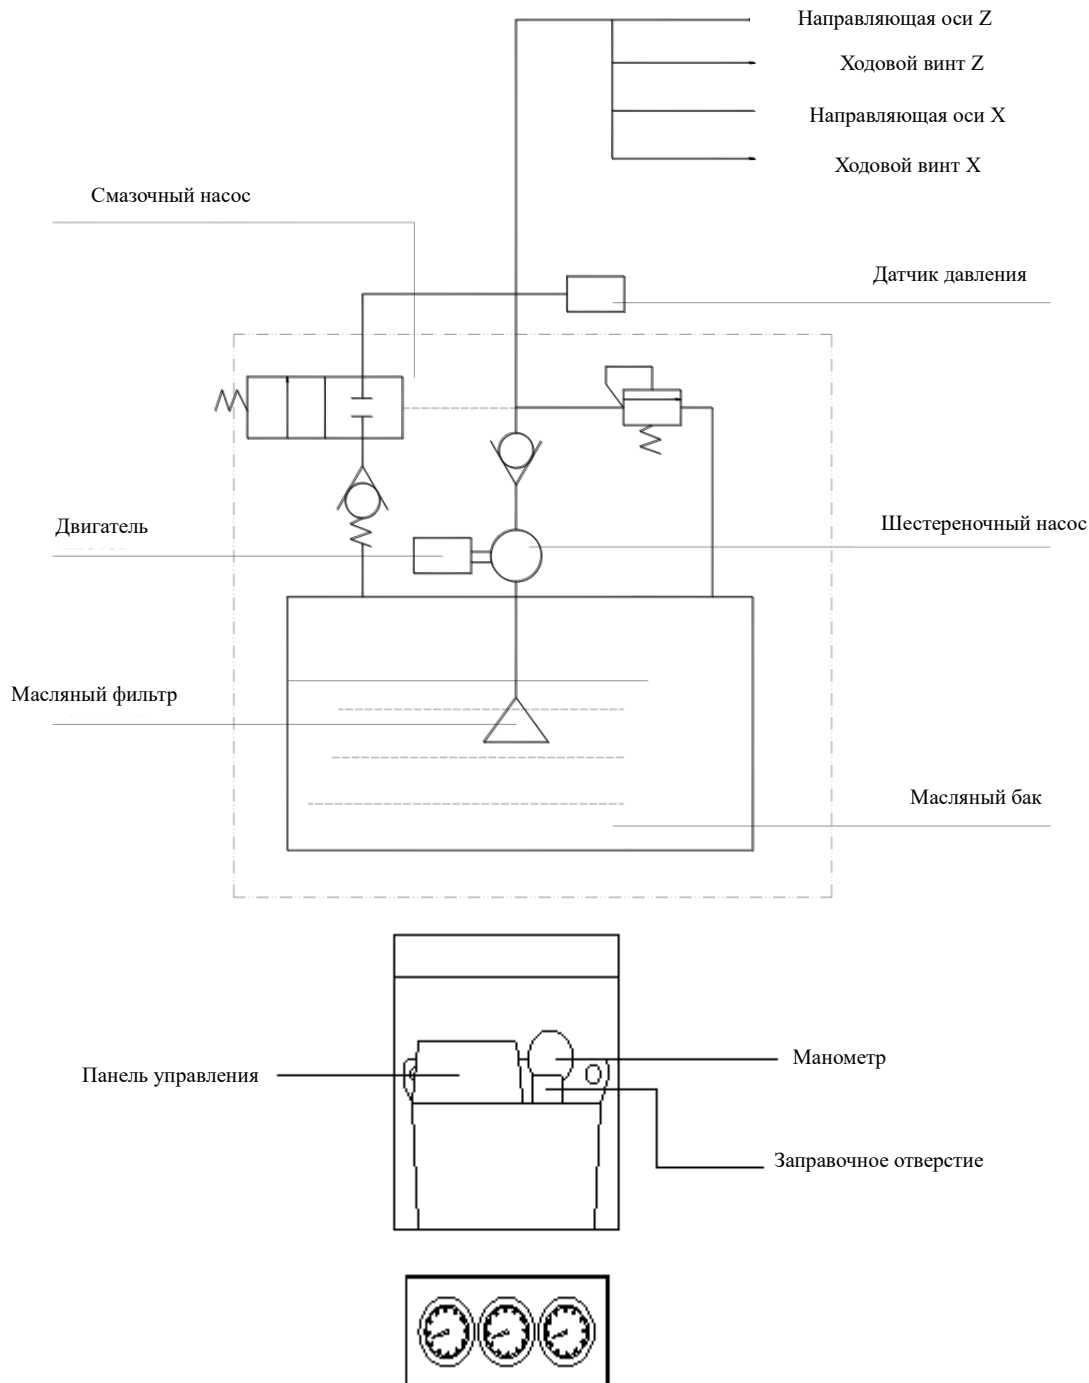 Направляющая оси Z
Ходовой винт Z
Направляющая оси X
Ходовой винт X
Смазочный насос
Датчик давления
Двигатель
Шестереночный насос
Масляный фильтр
Масляный бак
Манометр
Панель управления
Заправочное отверстие